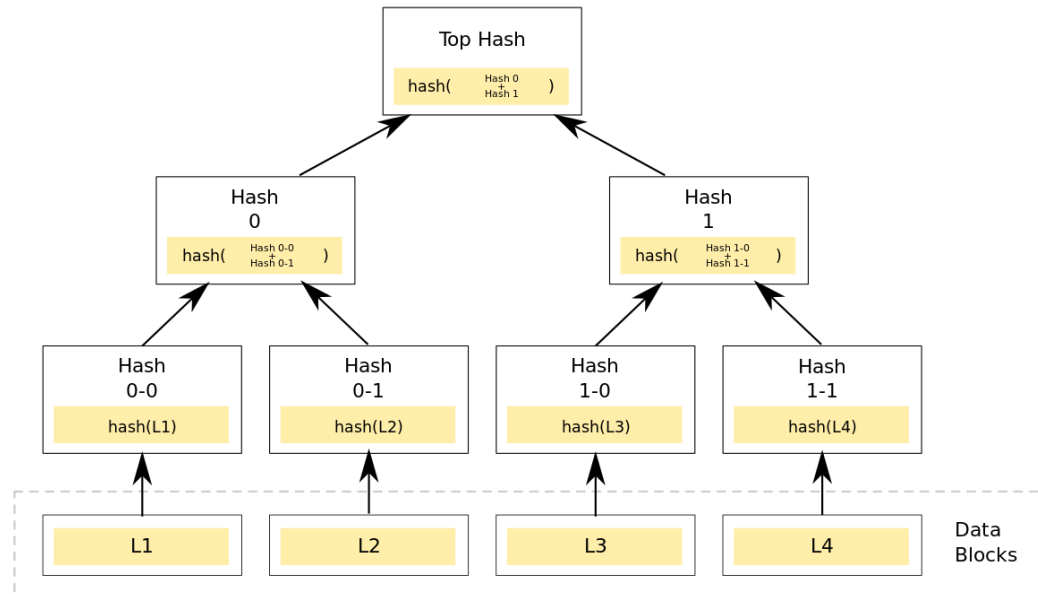 Top Hash
hash( Hash 0 + Hash 1 )
Hash
0
hash( Hash 0-0 + Hash 0-1 )
Hash
1
hash( Hash 1-0 + Hash 1-1 )
Hash
0-0
hash(L1)
Hash
0-1
hash(L2)
Hash
1-0
hash(L3)
Hash
1-1
hash(L4)
L1
L2
L3
L4
Data
Blocks